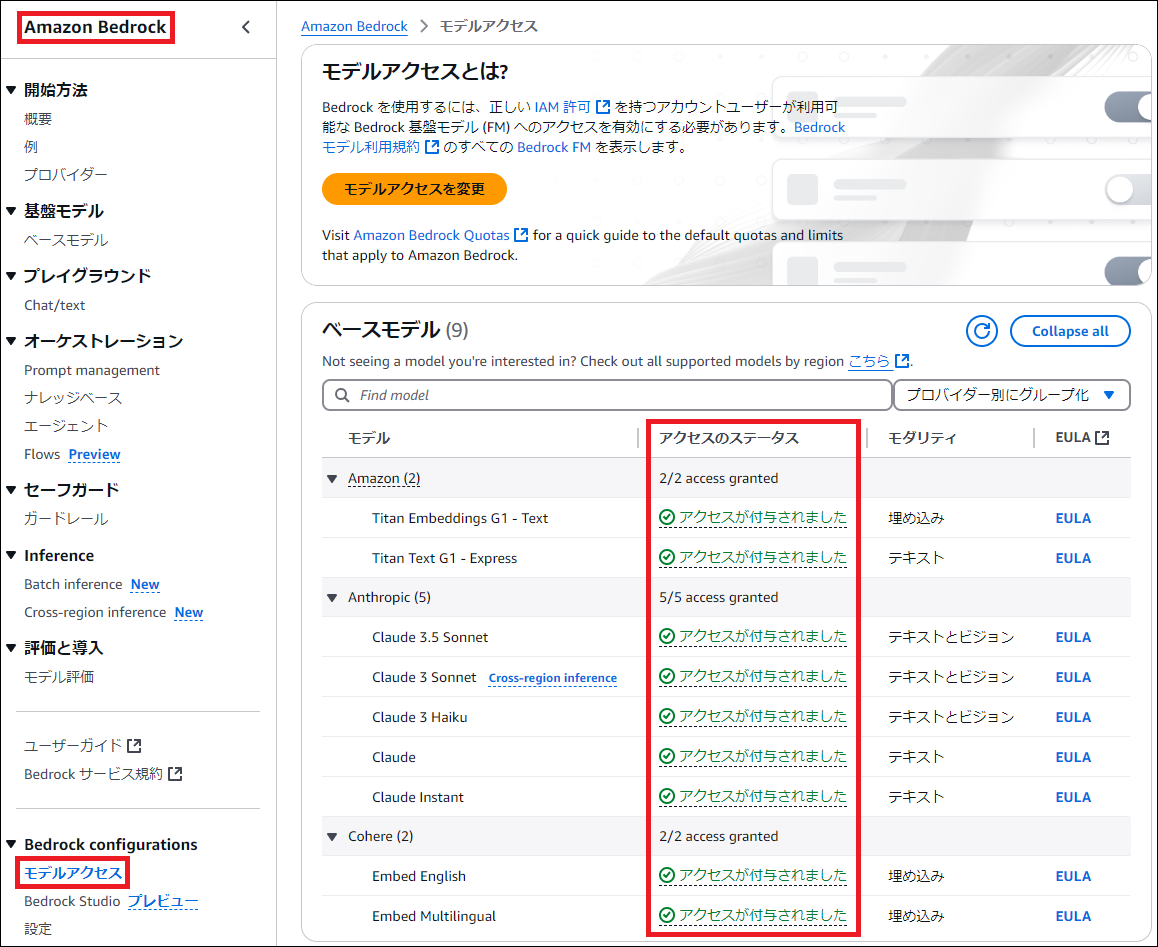 Amazon Bedrock
開始方法
概要
例
プロバイダー
基盤モデル
ベースモデル
プレイグラウンド
Chat/text
オーケストレーション
Prompt management
ナレッジベース
エージェント
Flows Preview
セーフガード
ガードレール
Inference
Batch inference New
Cross-region inference New
評価と導入
モデル評価
ユーザーガイド
Bedrock サービス規約
Bedrock configurations
モデルアクセス
Bedrock Studio プレビュー
設定
Amazon Bedrock > モデルアクセス
モデルアクセスとは?
Bedrock を使用するには、正しい IAM 許可 を持つアカウントユーザーが利用可
能な Bedrock 基盤モデル (FM) へのアクセスを有効にする必要があります。Bedrock
モデル利用規約 のすべての Bedrock FM を表示します。
モデルアクセスを変更
Visit Amazon Bedrock Quotas for a quick guide to the default quotas and limits
that apply to Amazon Bedrock.
ベースモデル (9)
Collapse all
Not seeing a model you're interested in? Check out all supported models by region こちら .
Find model
プロバイダー別にグループ化
モデル アクセスのステータス モダリティ EULA
Amazon (2) 2/2 access granted
Titan Embeddings G1 - Text アクセスが付与されました 埋め込み EULA
Titan Text G1 - Express アクセスが付与されました テキスト EULA
Anthropic (5) 5/5 access granted
Claude 3.5 Sonnet アクセスが付与されました テキストとビジョン EULA
Claude 3 Sonnet Cross-region inference アクセスが付与されました テキストとビジョン EULA
Claude 3 Haiku アクセスが付与されました テキストとビジョン EULA
Claude アクセスが付与されました テキスト EULA
Claude Instant アクセスが付与されました テキスト EULA
Cohere (2) 2/2 access granted
Embed English アクセスが付与されました 埋め込み EULA
Embed Multilingual アクセスが付与されました 埋め込み EULA